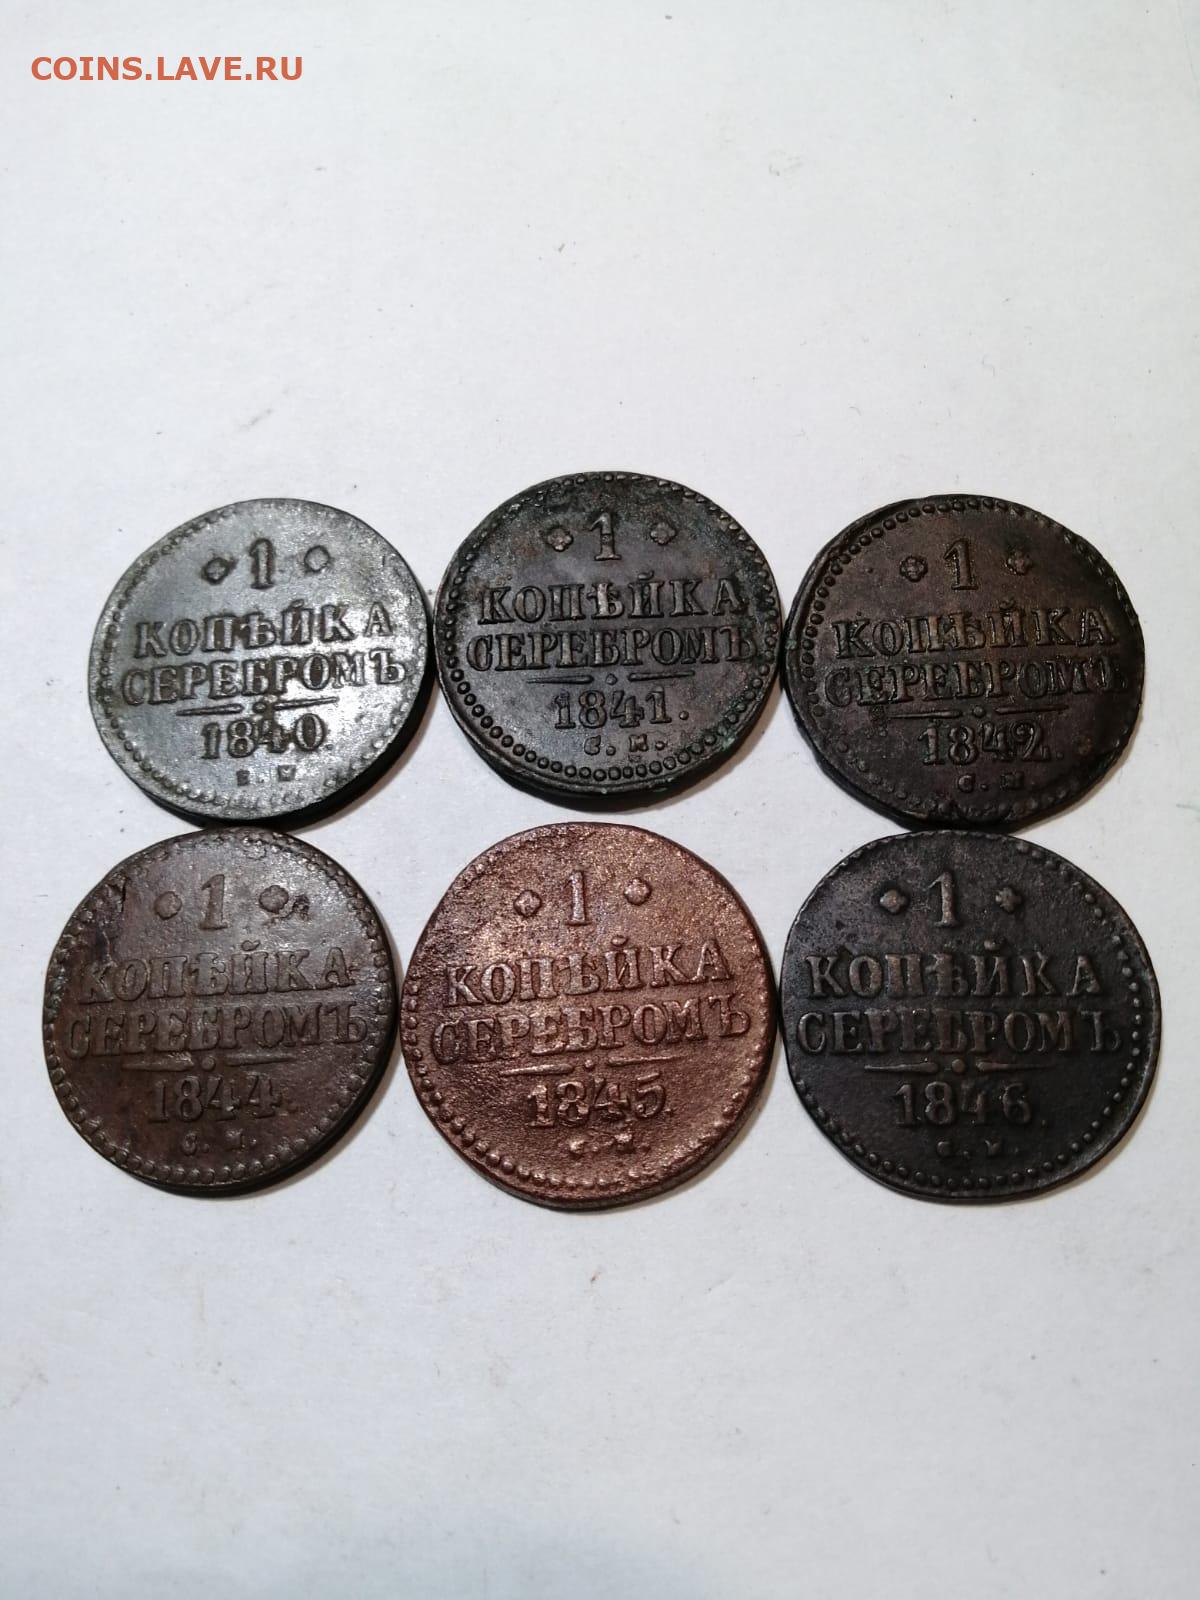 COINS.LAVE.RU
1
КОПѢЙКА
СЕРЕБРОМЪ
1840.
1
КОПѢЙКА
СЕРЕБРОМЪ
1841.
С. М.
1
КОПѢЙКА
СЕРЕБРОМЪ
1842.
С. М
1
КОПѢЙКА
СЕРЕБРОМЪ
1844.
С. М.
1
КОПѢЙКА
СЕРЕБРОМЪ
1845.
С. М
1
КОПѢЙКА
СЕРЕБРОМЪ
1846.